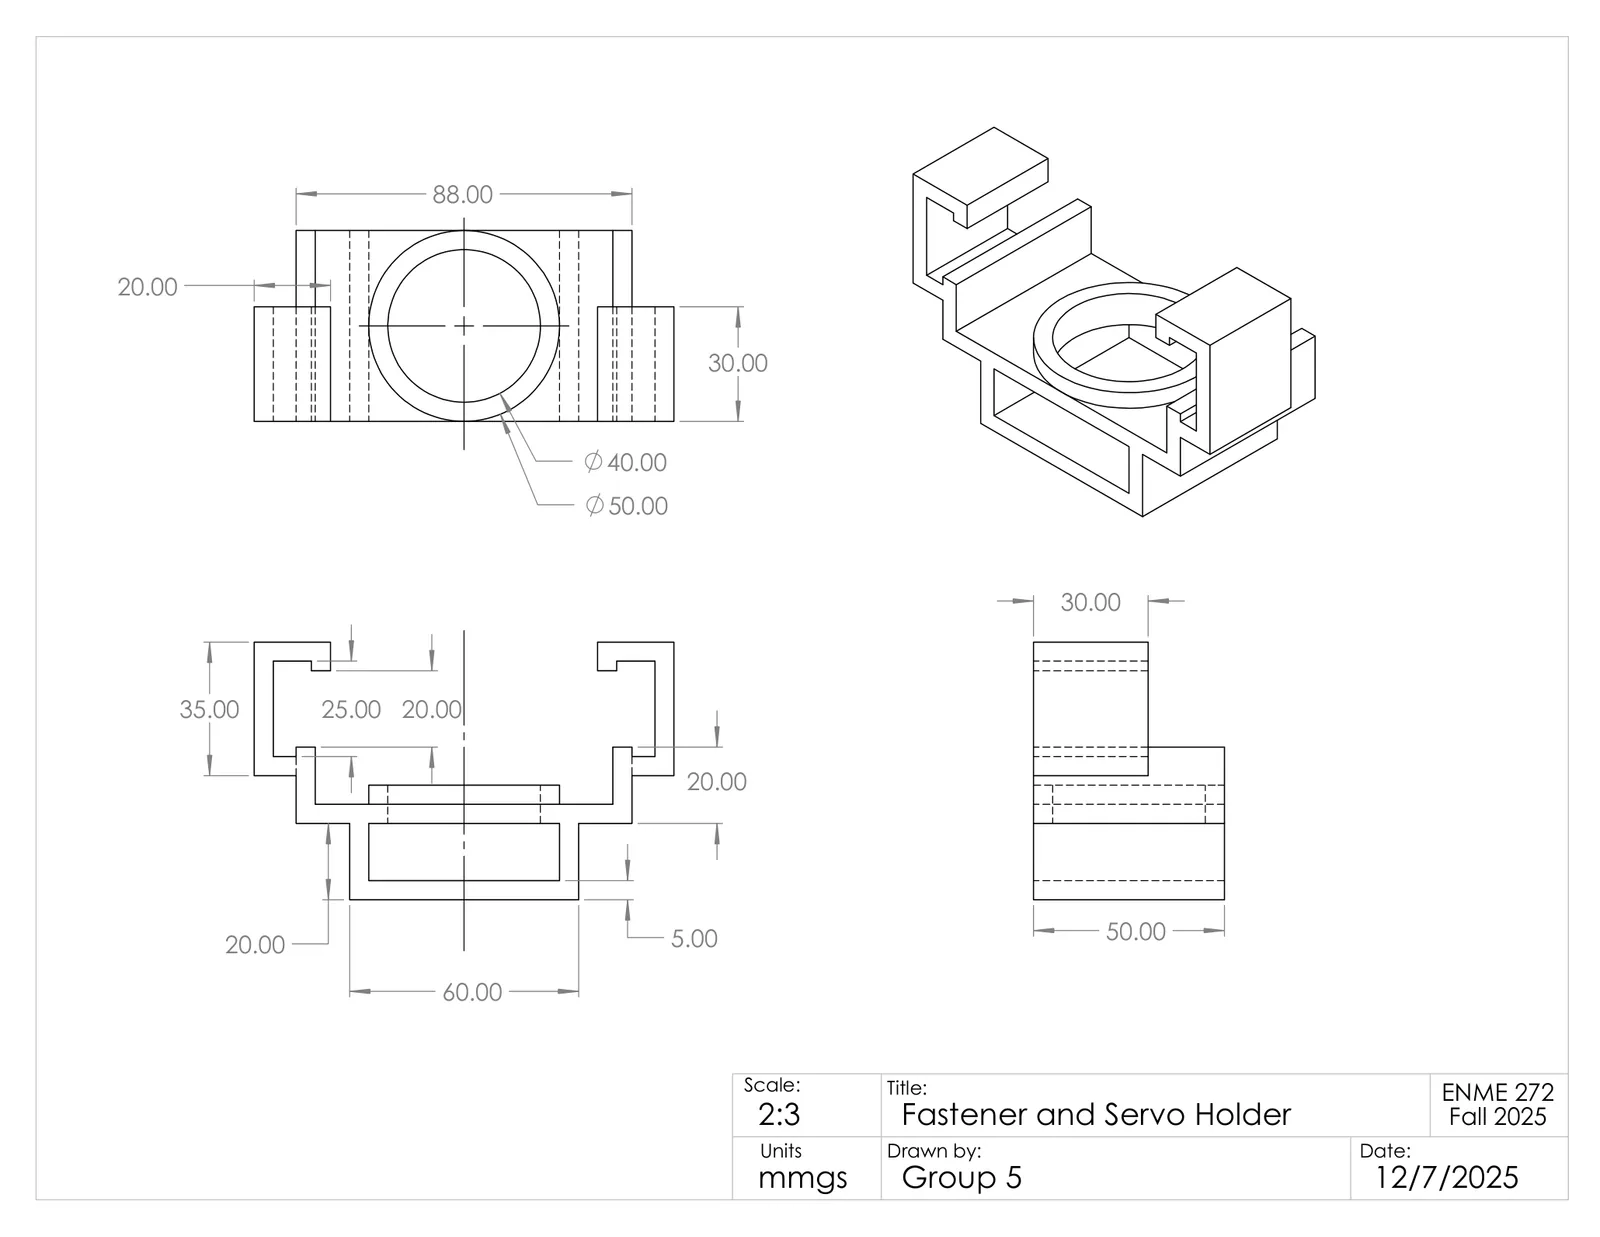 88.00
20.00
30.00
∅40.00
∅50.00
30.00
35.00
25.00
20.00
20.00
20.00
5.00
60.00
50.00
Scale:
2:3
Title:
Fastener and Servo Holder
ENME 272
Fall 2025
Units
mmgs
Drawn by:
Group 5
Date:
12/7/2025